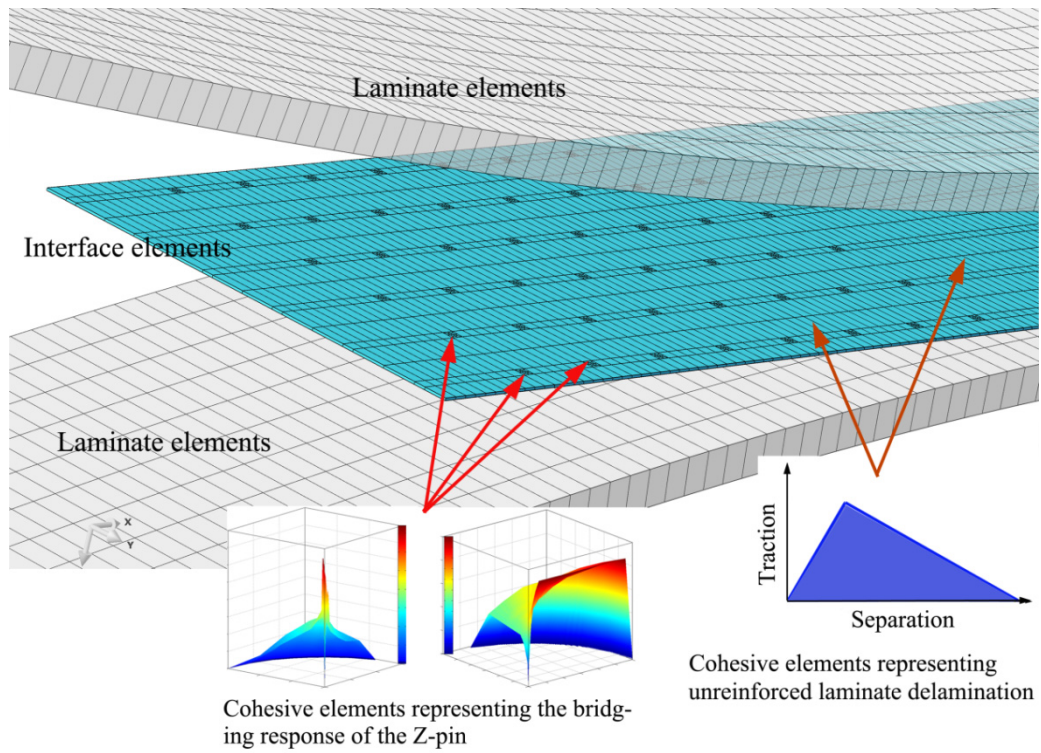 Laminate elements
Interface elements
Laminate elements
X
Y
Traction
Separation
Cohesive elements representing the bridg-
ing response of the Z-pin
Cohesive elements representing
unreinforced laminate delamination